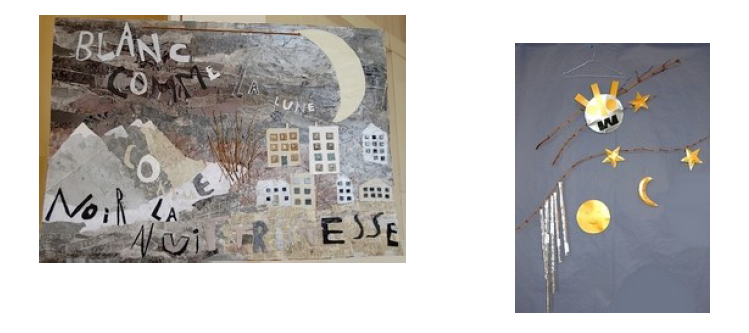 BLANC
COMME LA
LUNE
COMME
NOIR LA
NUIT TRISTESSE